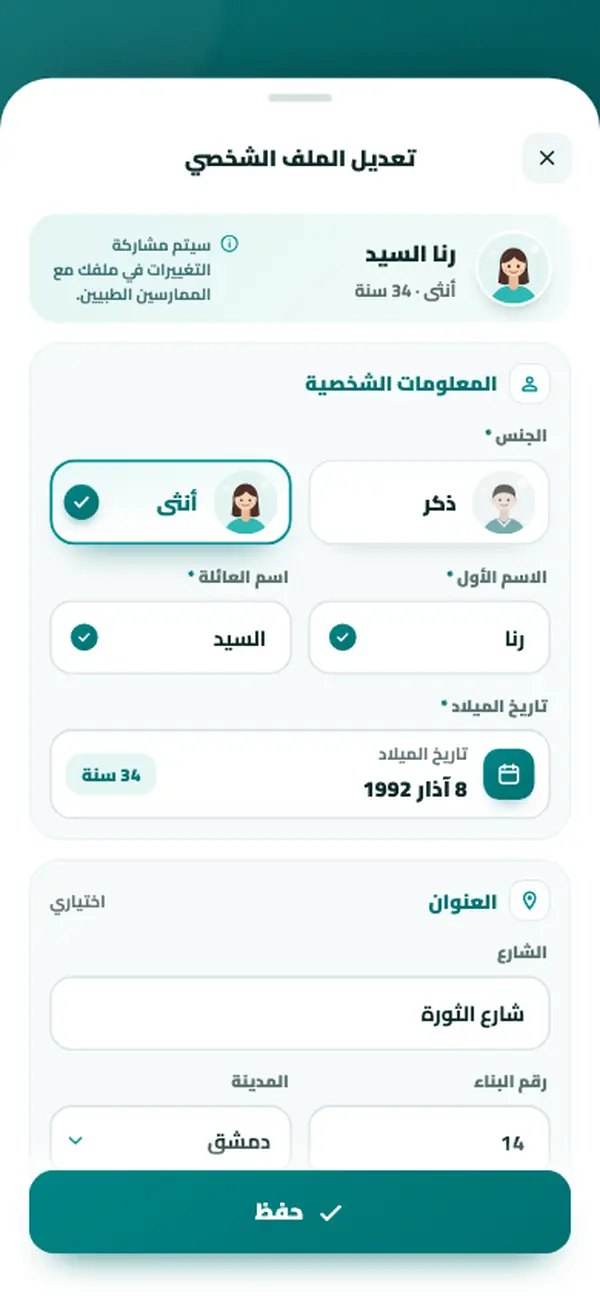 تعديل الملف الشخصي
رنا السيد
أنثى · 34 سنة
سيتم مشاركة
التغييرات في ملفك مع
الممارسين الطبيين.
المعلومات الشخصية
الجنس *
ذكر
أنثى
الاسم الأول *
اسم العائلة *
رنا
السيد
تاريخ الميلاد *
تاريخ الميلاد
8 آذار 1992
34 سنة
العنوان
اختياري
الشارع
شارع الثورة
رقم البناء
المدينة
14
دمشق
حفظ